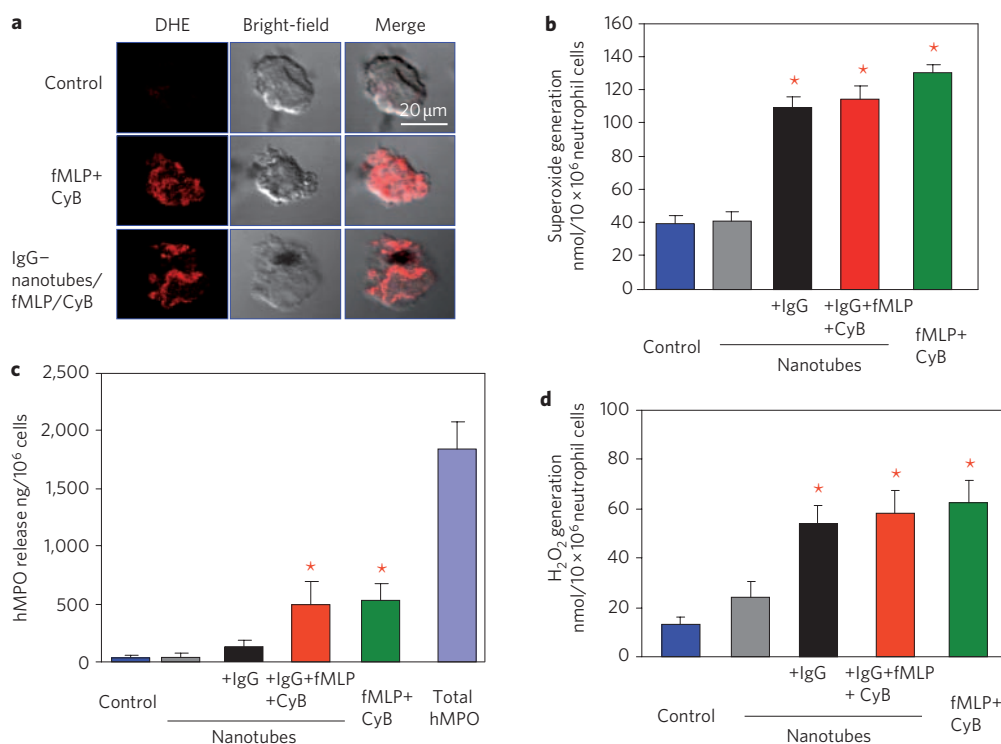 a
DHE
Bright-field
Merge
Control
20 µm
fMLP+
CyB
IgG–
nanotubes/
fMLP/CyB
b
Superoxide generation
nmol/10 × 10⁶ neutrophil cells
160
140
120
100
80
60
40
20
0
+IgG
+IgG+fMLP
+CyB
Control
Nanotubes
fMLP+
CyB
c
hMPO release ng/10⁶ cells
2,500
2,000
1,500
1,000
500
0
+IgG
+IgG+fMLP
+CyB
Control
Nanotubes
fMLP+
CyB
Total
hMPO
d
H₂O₂ generation
nmol/10 × 10⁶ neutrophil cells
100
80
60
40
20
0
+IgG
+IgG+fMLP
+ CyB
Control
Nanotubes
fMLP+
CyB